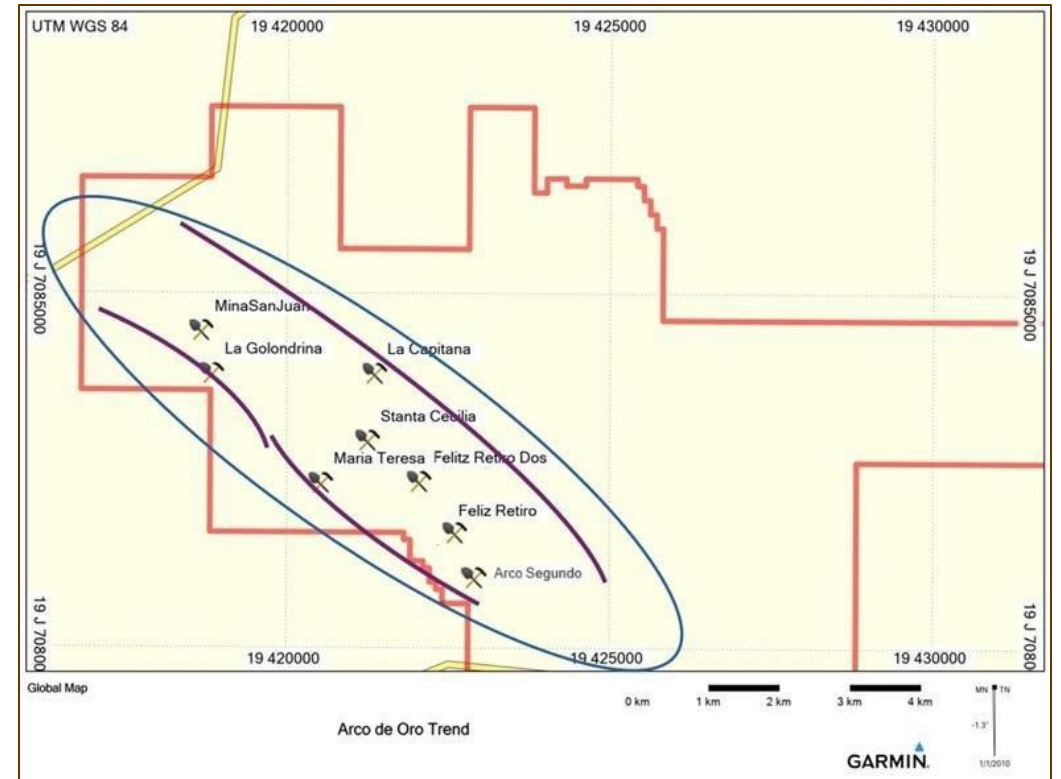 UTM WGS 84
19 420000
19 425000
19 430000
19 J 7085000
19 J 7085000
MinaSanJuan
La Golondrina
La Capitana
Stanta Cecilia
Maria Teresa
Felitz Retiro Dos
Feliz Retiro
Arco Segundo
19 J 70800
19 J 7080
19 420000
19 425000
19 430000
Global Map
0 km
1 km
2 km
3 km
4 km
MN
TN
-1.3°
1/1/2010
Arco de Oro Trend
GARMIN.